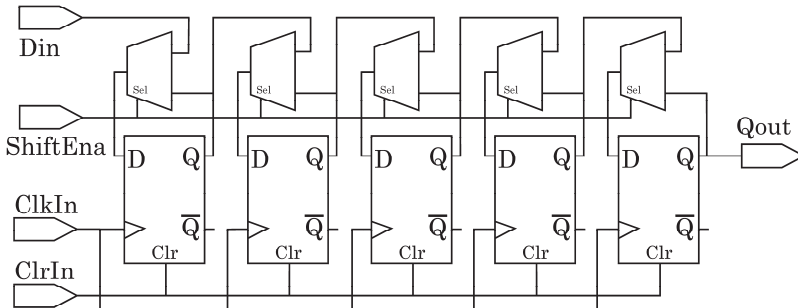 Din
Sel Sel Sel Sel Sel
ShiftEna
Qout
D Q D Q D Q D Q D Q
ClkIn
Q̅ Q̅ Q̅ Q̅ Q̅
Clr Clr Clr Clr Clr
ClrIn